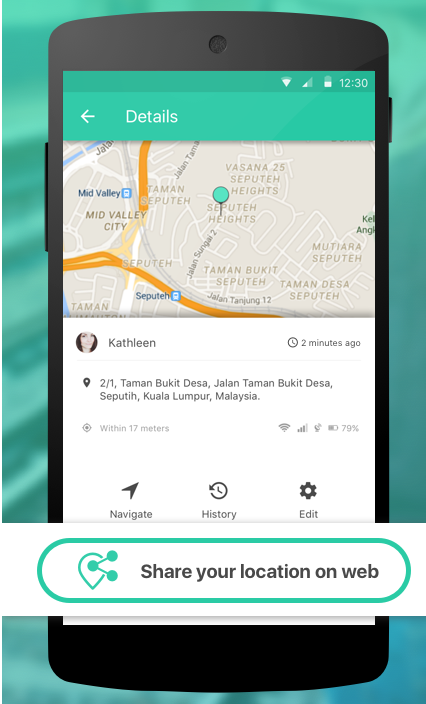 12:30
Details
Jalan Tama
VASANA 25
SEPUTEH
HEIGHTS
Mid Valley
TAMAN
SEPUTEH
MID VALLEY
CITY
SEPUTEH
HEIGHTS
Kel
Angk
Jalan Sungai 2
MUTIARA
SEPUTEH
TAMAN BUKIT
SEPUTEH
TAMAN DESA
SEPUTEH
Seputeh
Jalan Tanjung 12
TAMAN
Kathleen
2 minutes ago
2/1, Taman Bukit Desa, Jalan Taman Bukit Desa,
Seputih, Kuala Lumpur, Malaysia.
Within 17 meters
79%
Navigate
History
Edit
Share your location on web